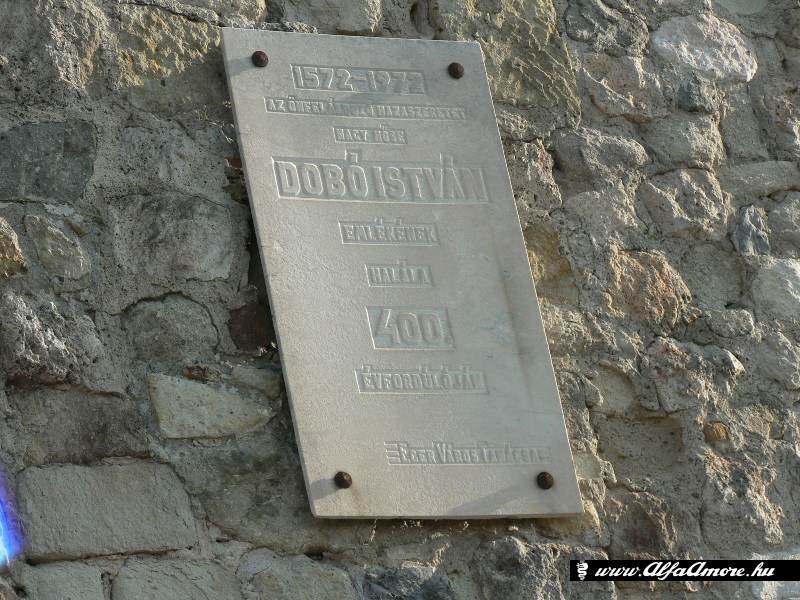 1572-1972
AZ ÖNFELÁLDOZÓ HAZASZERETET
NAGY HŐSE
DOBÓ ISTVÁN
EMLÉKÉNEK
HALÁLA
400.
ÉVFORDULÓJÁN
EGER VÁROS TANÁCSA
www.AlfaAmore.hu